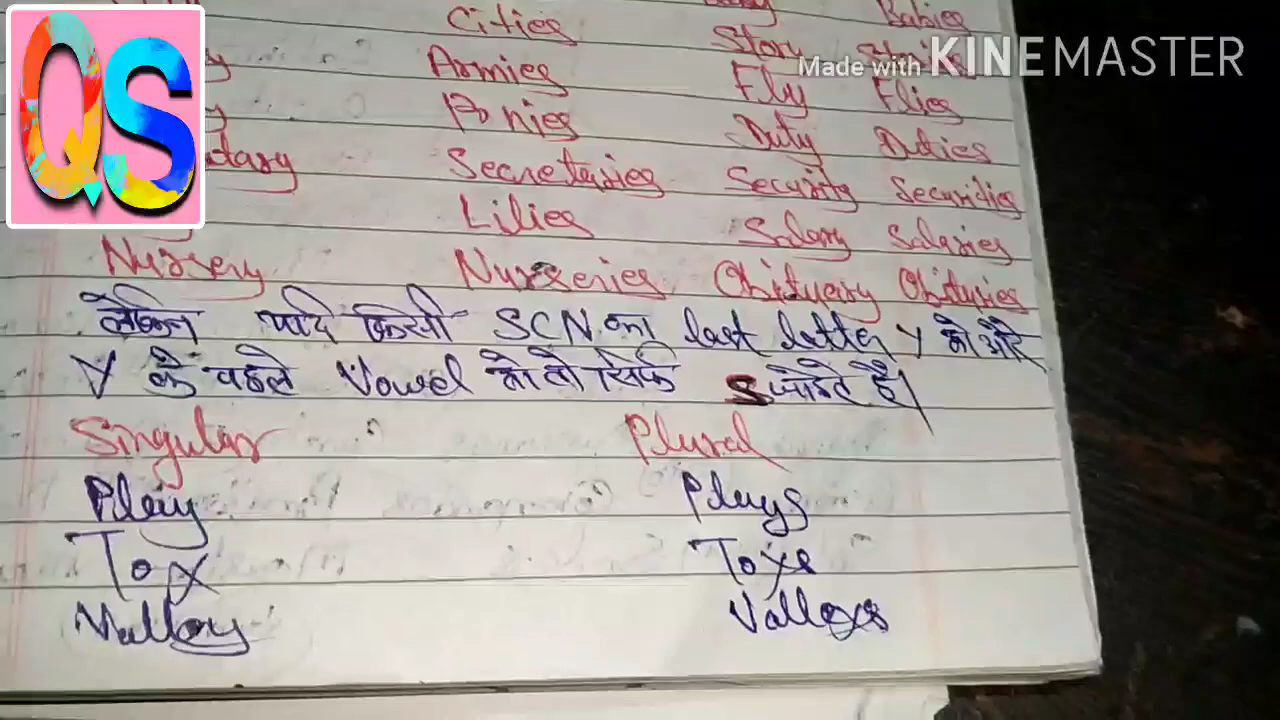 QS
Made with KINEMASTER
Cities Babies
Armies Story
Ponies Fly Flies
Duty Duties
Secretaries Security Securities
Lilies Salary Salaries
Nursery Nurseries Obituary Obituaries
लेकिन यदि किसी SCN का last letter y हो और
y के पहले Vowel हो तो सिर्फ s जोड़ते है।
Singular Plural
Play Plays
Toy Toys
Valley Valleys